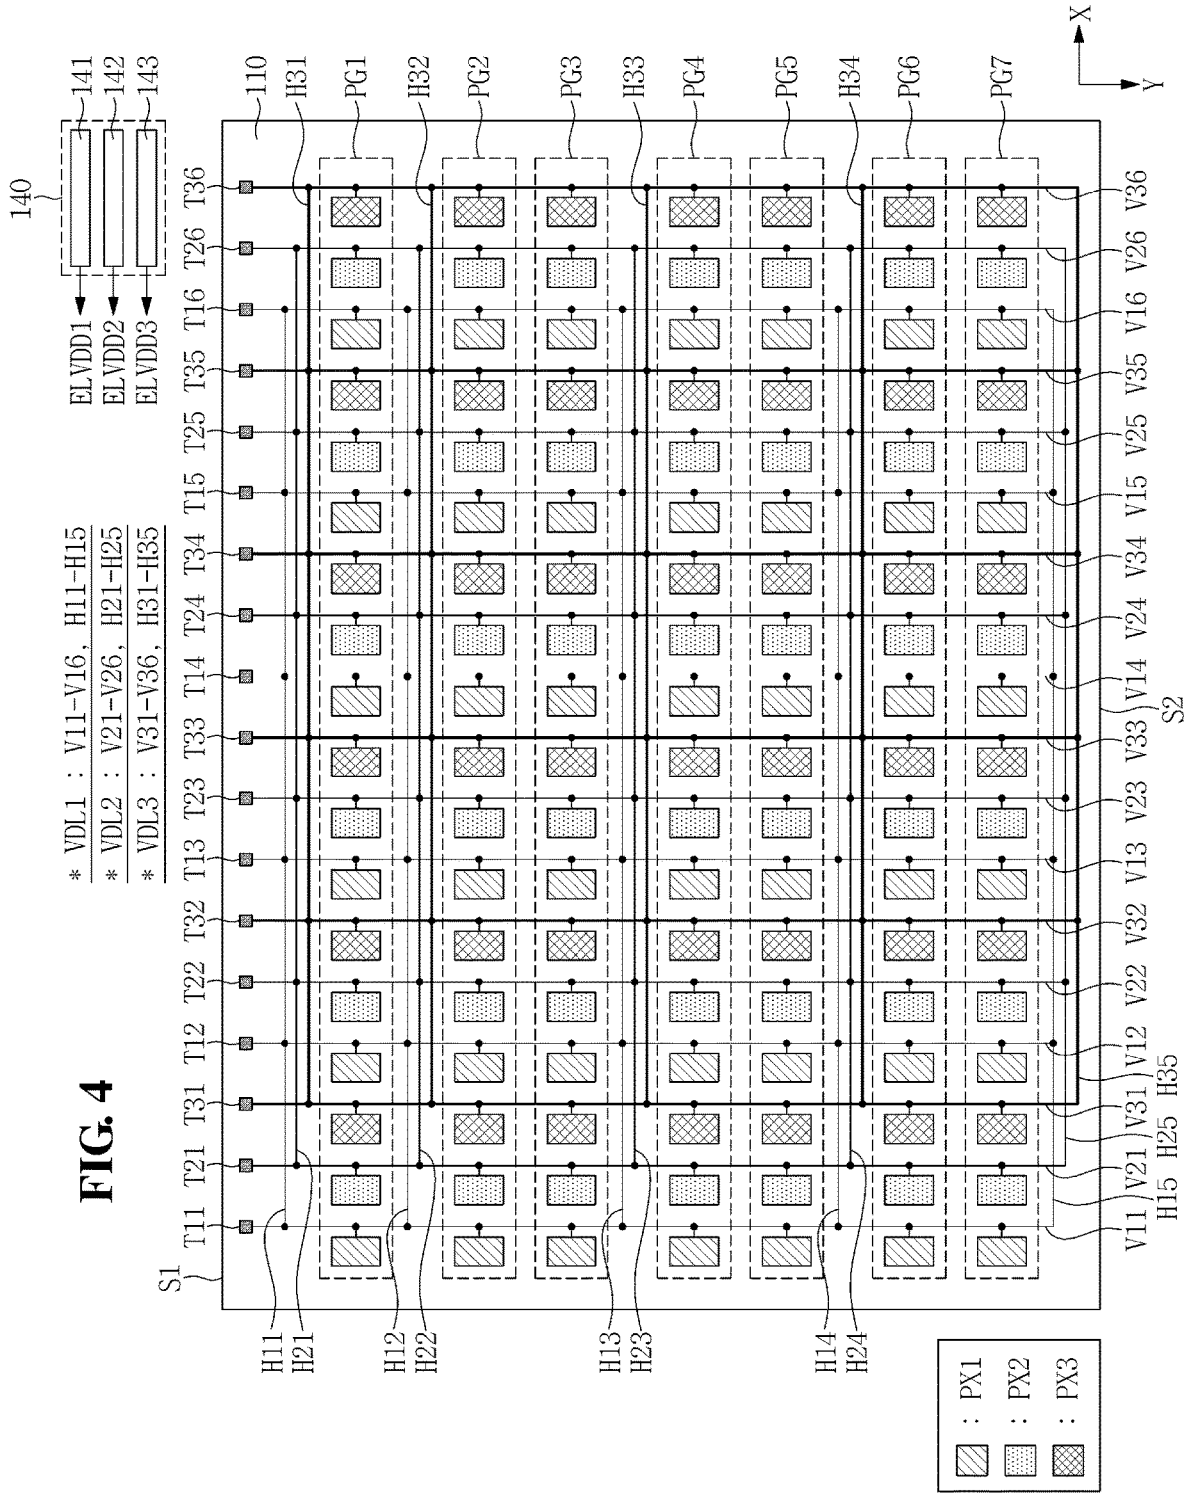 FIG. 4
* VDL1 : V11-V16, H11-H15
* VDL2 : V21-V26, H21-H25
* VDL3 : V31-V36, H31-H35
140
ELVDD1 141
ELVDD2 142
ELVDD3 143
S1
T11 T21 T31 T12 T22 T32 T13 T23 T33 T14 T24 T34 T15 T25 T35 T16 T26 T36
110
H11
H21
H31
PG1
H12
H22
H32
PG2
PG3
H13
H23
H33
PG4
PG5
H14
H24
H34
PG6
PG7
V11 V21 V31 V12 V22 V32 V13 V23 V33 V14 V24 V34 V15 V25 V35 V16 V26 V36
H15 H25 H35
S2
X
Y
: PX1
: PX2
: PX3